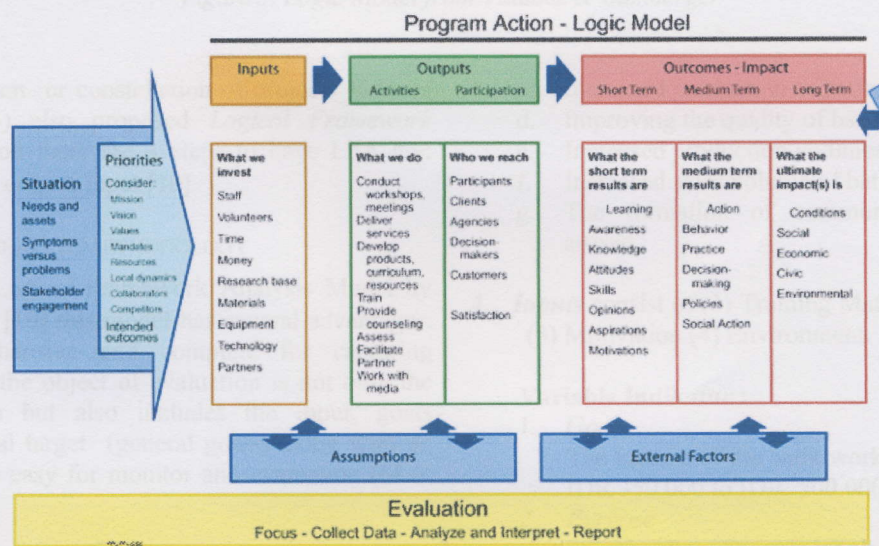 Program Action - Logic Model
Inputs
Outputs
Activities Participation
Outcomes - Impact
Short Term Medium Term Long Term
Situation
Needs and
assets
Symptoms
versus
problems
Stakeholder
engagement
Priorities
Consider:
Mission
Vision
Values
Mandates
Resources
Local dynamics
Collaborators
Competitors
Intended
outcomes
What we
invest
Staff
Volunteers
Time
Money
Research base
Materials
Equipment
Technology
Partners
What we do
Conduct
workshops,
meetings
Deliver
services
Develop
products,
curriculum,
resources
Train
Provide
counseling
Assess
Facilitate
Partner
Work with
media
Who we reach
Participants
Clients
Agencies
Decision-
makers
Customers
Satisfaction
What the
short term
results are
Learning
Awareness
Knowledge
Attitudes
Skills
Opinions
Aspirations
Motivations
What the
medium term
results are
Action
Behavior
Practice
Decision-
making
Policies
Social Action
What the
ultimate
impact(s) is
Conditions
Social
Economic
Civic
Environmental
Assumptions
External Factors
Evaluation
Focus - Collect Data - Analyze and Interpret - Report